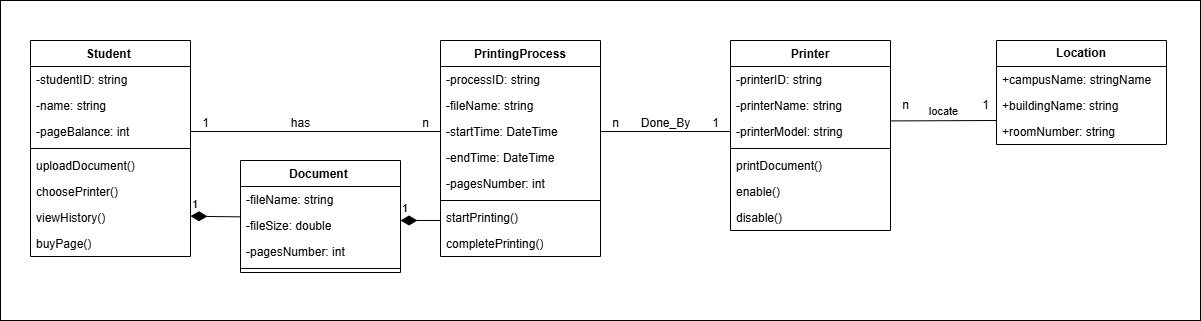 Student
-studentID: string
-name: string
-pageBalance: int
uploadDocument()
choosePrinter()
viewHistory()
buyPage()
1
has
n
1
Document
-fileName: string
-fileSize: double
-pagesNumber: int
1
PrintingProcess
-processID: string
-fileName: string
-startTime: DateTime
-endTime: DateTime
-pagesNumber: int
startPrinting()
completePrinting()
n
Done_By
1
Printer
-printerID: string
-printerName: string
-printerModel: string
printDocument()
enable()
disable()
n
locate
1
Location
+campusName: stringName
+buildingName: string
+roomNumber: string